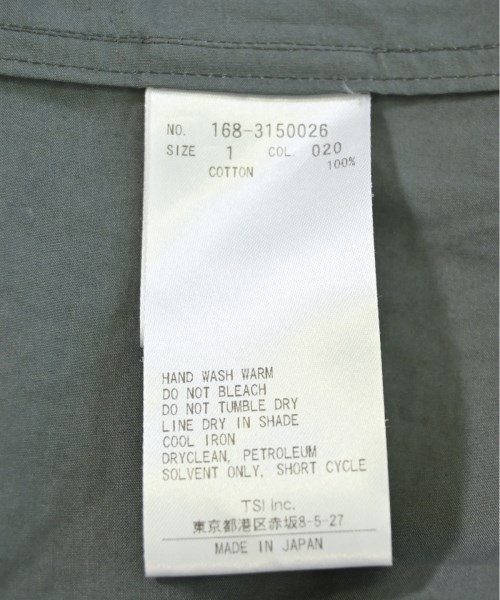 NO. 168-3150026
SIZE 1 COL. 020
COTTON 100%
HAND WASH WARM
DO NOT BLEACH
DO NOT TUMBLE DRY
LINE DRY IN SHADE
COOL IRON
DRYCLEAN, PETROLEUM
SOLVENT ONLY, SHORT CYCLE
TSI Inc.
東京都港区赤坂8-5-27
MADE IN JAPAN